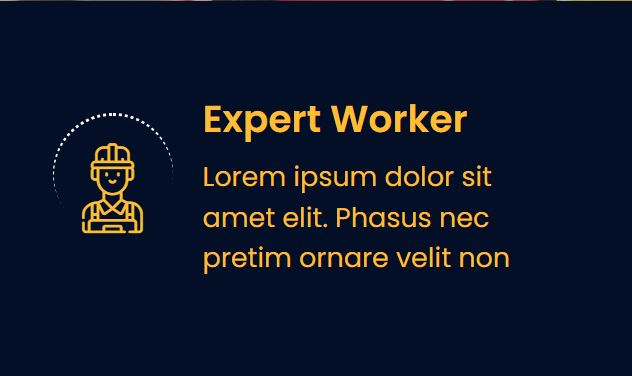 Expert Worker
Lorem ipsum dolor sit
amet elit. Phasus nec
pretim ornare velit non